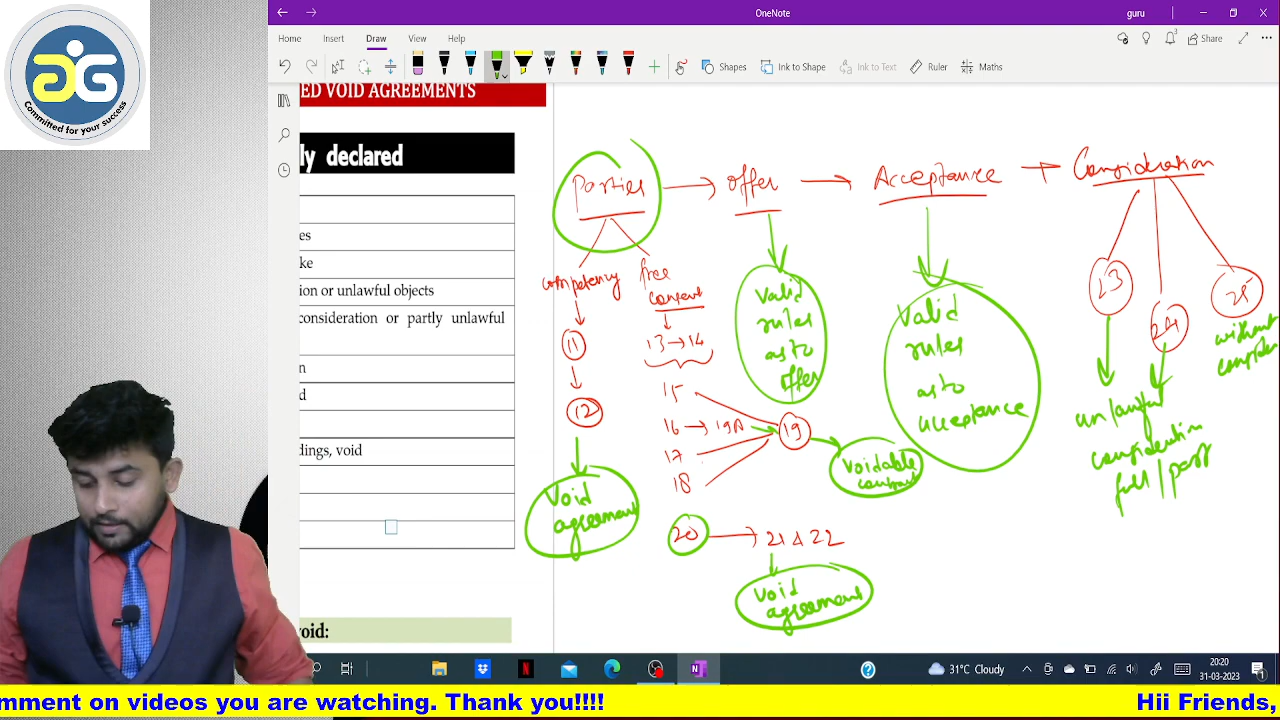 Committed for your success
OneNote
guru
Home
Insert
Draw
View
Help
Share
Shapes
Ink to Shape
Ink to Text
Ruler
Maths
ED VOID AGREEMENTS
ly declared
es
ke
ion or unlawful objects
consideration or partly unlawful
n
d
dings, void
void:
Parties → Offer → Acceptance → Consideration
competency
free
consent
11
12
Void
agreement
13 → 14
15
16 → 19A
17
18
19
Voidable
contract
20 → 21 & 22
Void
agreement
Valid
rules
as to
offer
Valid
rules
as to
acceptance
23
24
25
without
unlawful
consideration
full / part
31°C Cloudy
20:20
31-03-2023
mment on videos you are watching. Thank you!!!!
Hii Friends,